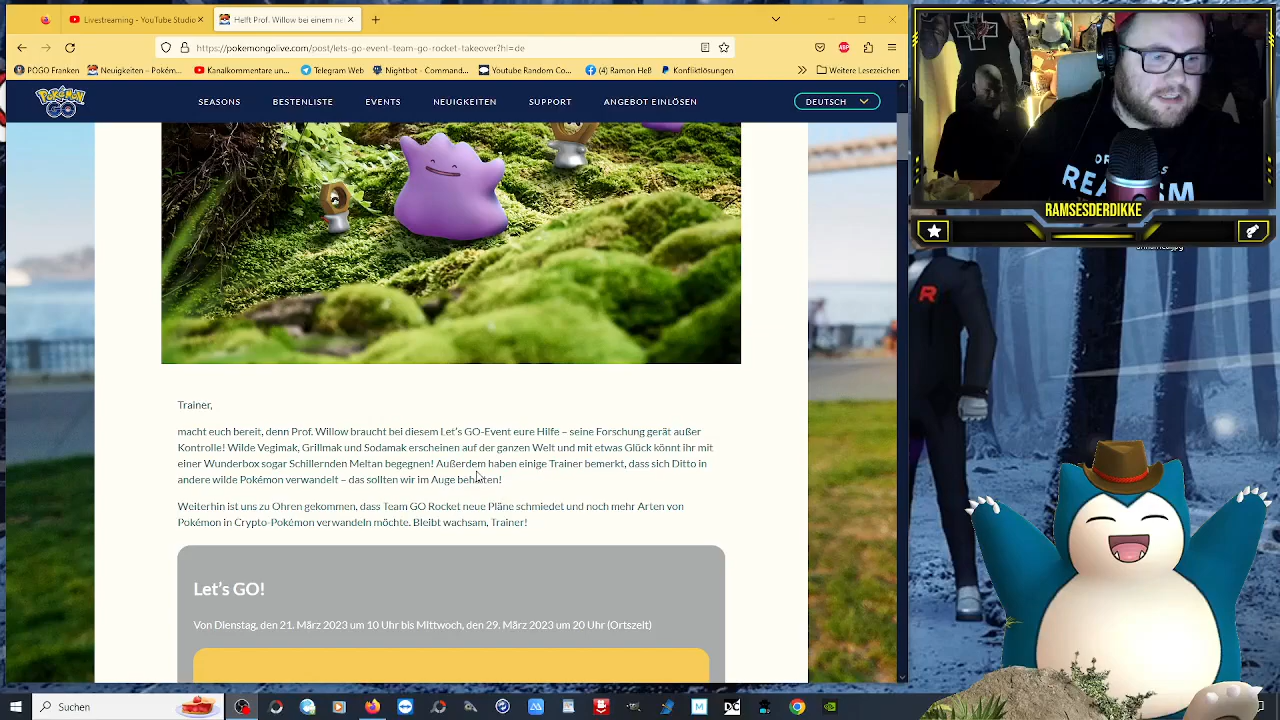 Livestreaming - YouTube Studio
Helft Prof. Willow bei einem ne
https://pokemongolive.com/post/lets-go-event-team-go-rocket-takeover?hl=de
ABP
POGO Franken
Neuigkeiten – Pokém…
Kanalkommentare un…
Telegram Web
Nightbot - Comman…
Youtube Random Co…
(4) Ramon Heß
Konfliktlösungen
Weitere Lesezeichen
POKÉMON GO
SEASONS
BESTENLISTE
EVENTS
NEUIGKEITEN
SUPPORT
ANGEBOT EINLÖSEN
DEUTSCH
Trainer,
macht euch bereit, denn Prof. Willow braucht bei diesem Let's GO-Event eure Hilfe – seine Forschung gerät außer
Kontrolle! Wilde Vegimak, Grillmak und Sodamak erscheinen auf der ganzen Welt und mit etwas Glück könnt ihr mit
einer Wunderbox sogar Schillernden Meltan begegnen! Außerdem haben einige Trainer bemerkt, dass sich Ditto in
andere wilde Pokémon verwandelt – das sollten wir im Auge behalten!
Weiterhin ist uns zu Ohren gekommen, dass Team GO Rocket neue Pläne schmiedet und noch mehr Arten von
Pokémon in Crypto-Pokémon verwandeln möchte. Bleibt wachsam, Trainer!
Let's GO!
Von Dienstag, den 21. März 2023 um 10 Uhr bis Mittwoch, den 29. März 2023 um 20 Uhr (Ortszeit)
RAMSESDERDIKKE
R
Suchen